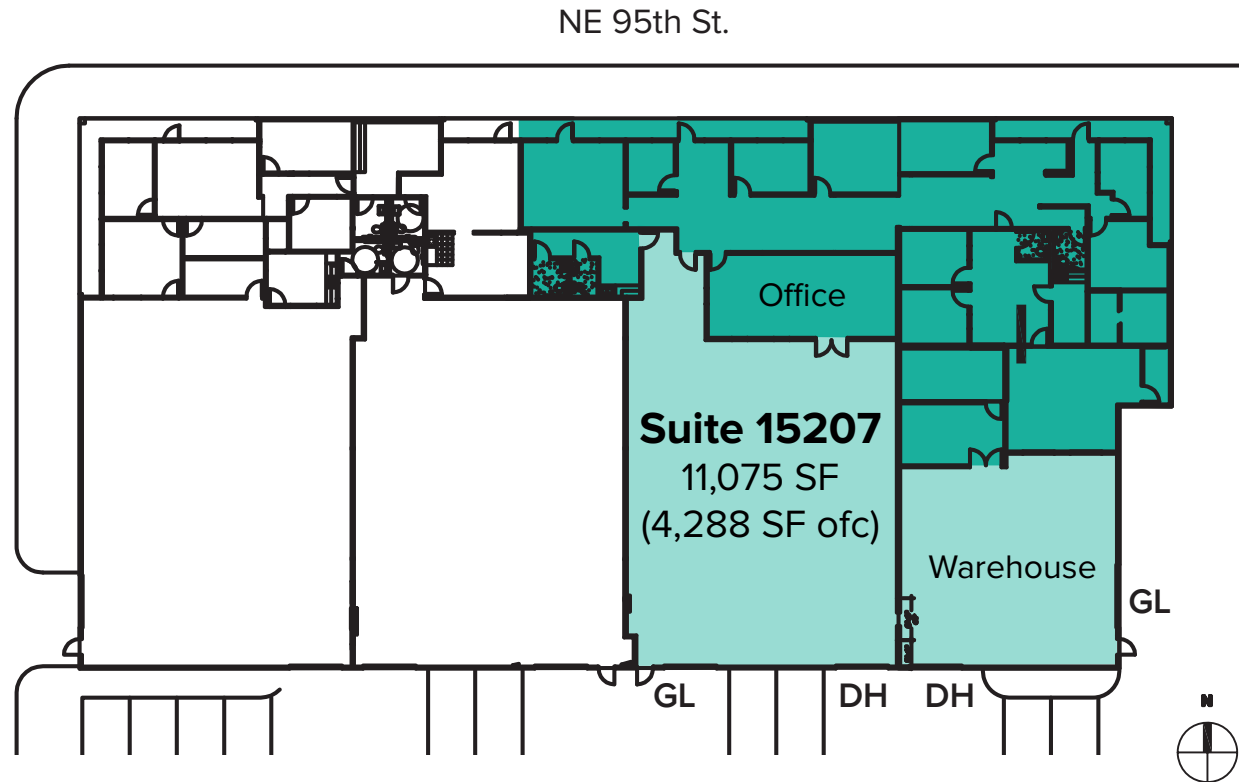 NE 95th St.
Office
Suite 15207
11,075 SF
(4,288 SF ofc)
Warehouse
GL
GL
DH
DH
N